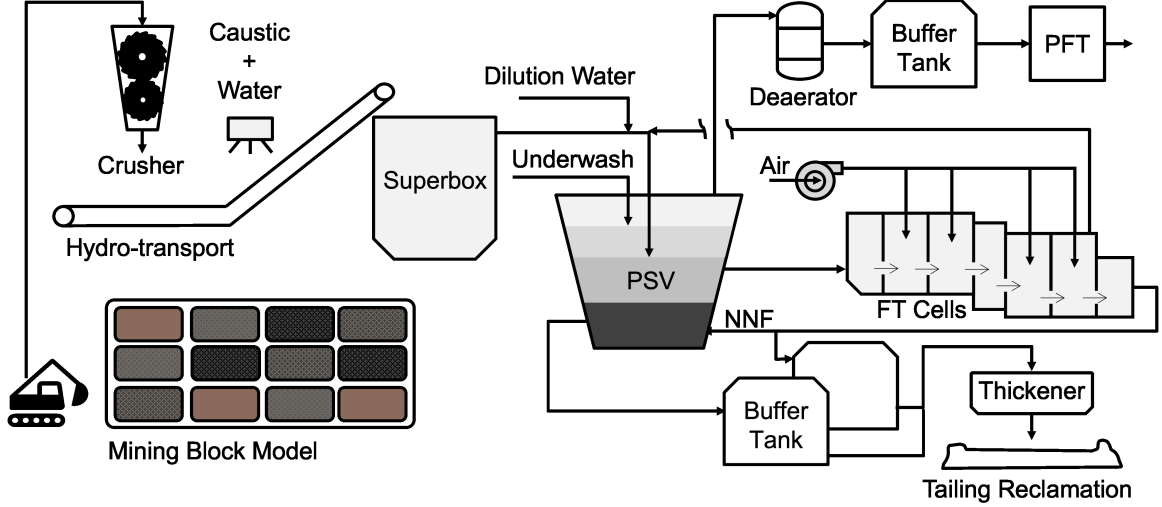 Caustic
+
Water
Crusher
Hydro-transport
Superbox
Dilution Water
Underwash
PSV
Deaerator
Buffer
Tank
PFT
Air
FT Cells
NNF
Buffer
Tank
Thickener
Tailing Reclamation
Mining Block Model